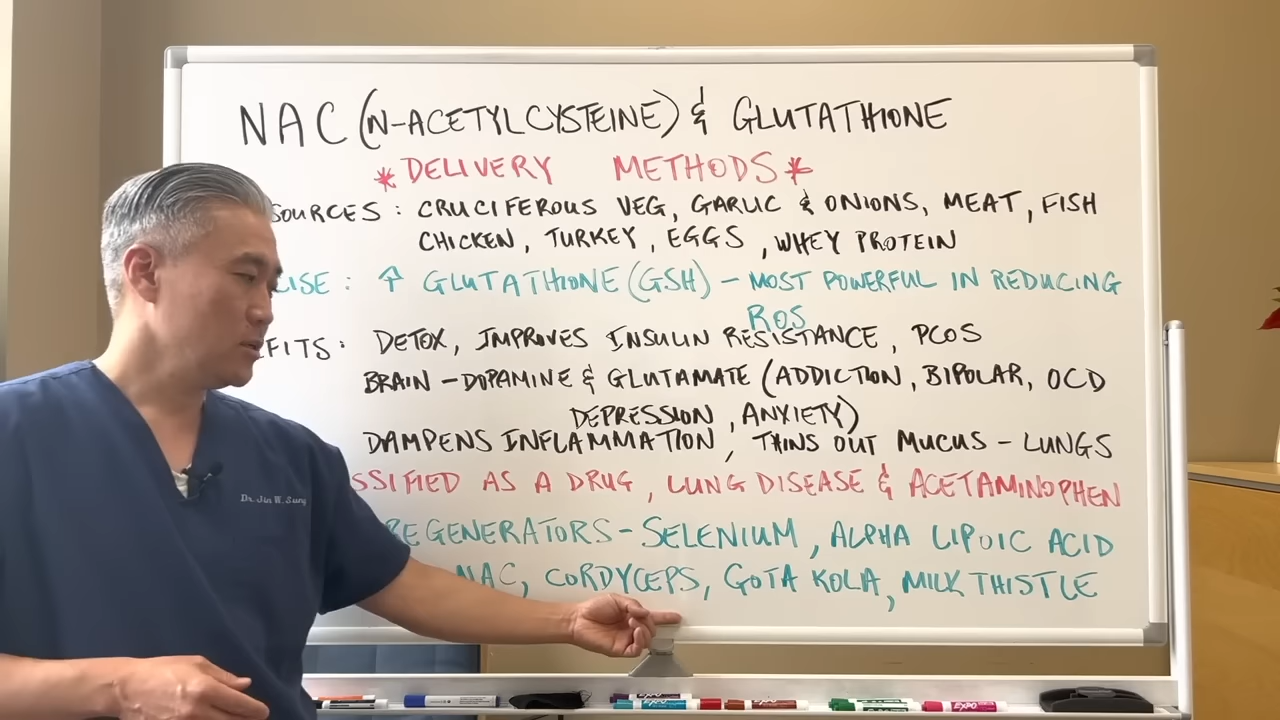 NAC (N-ACETYLCYSTEINE) & GLUTATHIONE
*DELIVERY METHODS*
SOURCES : CRUCIFEROUS VEG, GARLIC & ONIONS, MEAT, FISH
CHICKEN, TURKEY, EGGS, WHEY PROTEIN
CISE : ↑ GLUTATHIONE (GSH) – MOST POWERFUL IN REDUCING
ROS
FITS : DETOX, IMPROVES INSULIN RESISTANCE, PCOS
BRAIN – DOPAMINE & GLUTAMATE (ADDICTION, BIPOLAR, OCD
DEPRESSION, ANXIETY)
DAMPENS INFLAMMATION, THINS OUT MUCUS – LUNGS
SSIFIED AS A DRUG, LUNG DISEASE & ACETAMINOPHEN
REGENERATORS – SELENIUM, ALPHA LIPOIC ACID
NAC, CORDYCEPS, GOTA KOLA, MILK THISTLE
Dr. Jin W. Sung
EXPO
EXPO